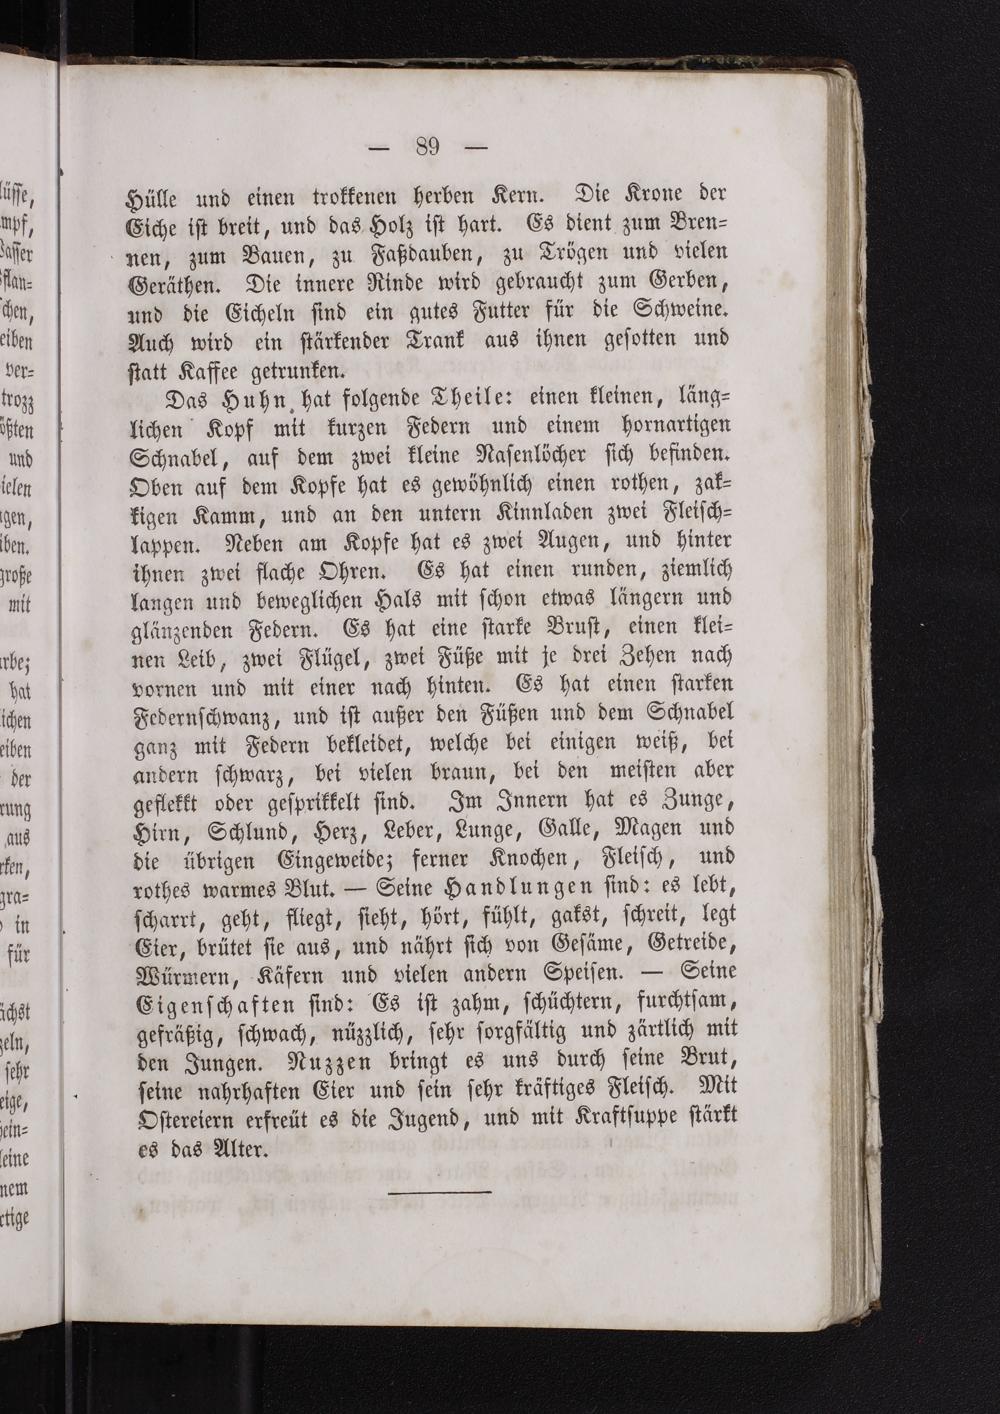 — 89 —
Hülle und einen trokkenen herben Kern. Die Krone der
Eiche iſt breit, und das Holz iſt hart. Es dient zum Bren⸗
nen, zum Bauen, zu Faßdauben, zu Trögen und vielen
Geräthen. Die innere Rinde wird gebraucht zum Gerben,
und die Eicheln ſind ein gutes Futter für die Schweine.
Auch wird ein ſtärkender Trank aus ihnen geſotten und
ſtatt Kaffee getrunken.
Das Huhn hat folgende Theile: einen kleinen, läng⸗
lichen Kopf mit kurzen Federn und einem hornartigen
Schnabel, auf dem zwei kleine Naſenlöcher ſich befinden.
Oben auf dem Kopfe hat es gewöhnlich einen rothen, zak⸗
kigen Kamm, und an den untern Kinnladen zwei Fleiſch⸗
lappen. Neben am Kopfe hat es zwei Augen, und hinter
ihnen zwei flache Ohren. Es hat einen runden, ziemlich
langen und beweglichen Hals mit ſchon etwas längern und
glänzenden Federn. Es hat eine ſtarke Bruſt, einen klei⸗
nen Leib, zwei Flügel, zwei Füße mit je drei Zehen nach
vornen und mit einer nach hinten. Es hat einen ſtarken
Federnſchwanz, und iſt außer den Füßen und dem Schnabel
ganz mit Federn bekleidet, welche bei einigen weiß, bei
andern ſchwarz, bei vielen braun, bei den meiſten aber
geflekkt oder geſprikkelt ſind. Im Innern hat es Zunge,
Hirn, Schlund, Herz, Leber, Lunge, Galle, Magen und
die übrigen Eingeweide; ferner Knochen, Fleiſch, und
rothes warmes Blut. — Seine Handlungen ſind: es lebt,
ſcharrt, geht, fliegt, ſieht, hört, fühlt, gakst, ſchreit, legt
Eier, brütet ſie aus, und nährt ſich von Geſäme, Getreide,
Würmern, Käfern und vielen andern Speiſen. — Seine
Eigenſchaften ſind: Es iſt zahm, ſchüchtern, furchtſam,
gefräßig, ſchwach, nüzzlich, ſehr ſorgfältig und zärtlich mit
den Jungen. Nuzzen bringt es uns durch ſeine Brut,
ſeine nahrhaften Eier und ſein ſehr kräftiges Fleiſch. Mit
Oſtereiern erfreüt es die Jugend, und mit Kraftſuppe ſtärkt
es das Alter.